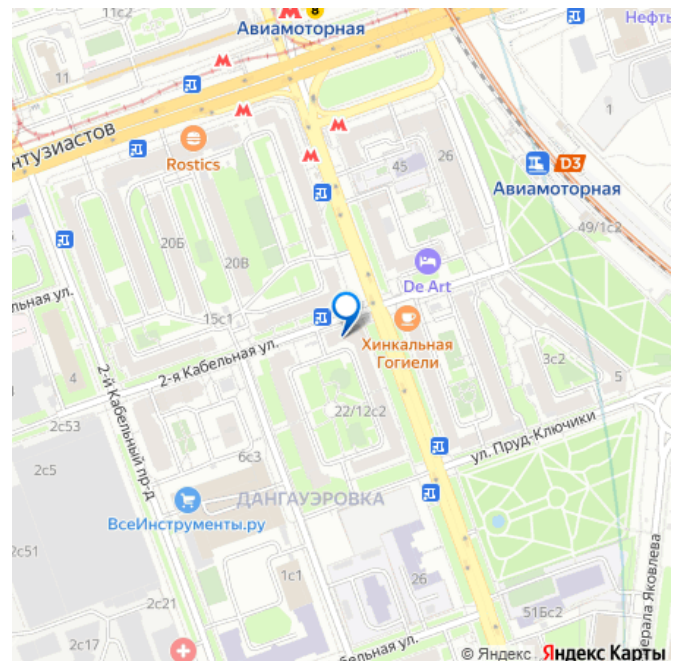 11с2
8
Авиамоторная
Нефть
11
1
нтузиастов
Rostics
45
26
D3
Авиамоторная
20Б
49/1с2
20В
De Art
льная ул.
15с1
Хинкальная
Гогиели
2-я Кабельная ул.
3с2
5
4
2-й Кабельный пр-д
22/12с2
2с53
ул. Пруд-Ключики
6с3
2с5
ДАНГАУЭРОВКА
ВсеИнструменты.ру
2с51
1с1
26
51Бс2
2с21
ерала Яковлева
2с17
бельная ул.
© Яндекс Яндекс Карты